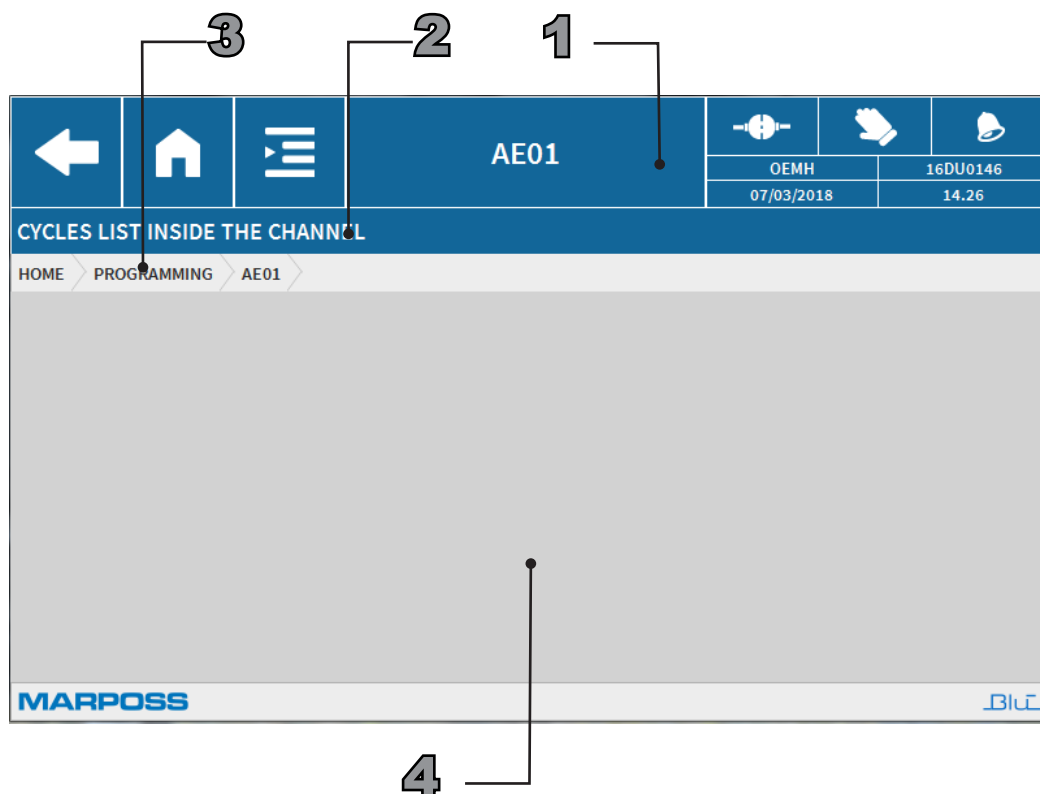 3 2 1
AE01
OEMH 16DU0146
07/03/2018 14.26
CYCLES LIST INSIDE THE CHANNEL
HOME PROGRAMMING AE01
MARPOSS Blú
4